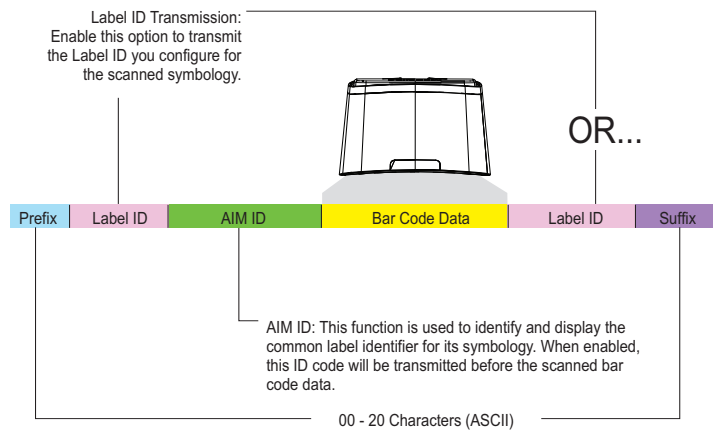 Label ID Transmission:
Enable this option to transmit
the Label ID you configure for
the scanned symbology.
OR...
Prefix Label ID AIM ID Bar Code Data Label ID Suffix
AIM ID: This function is used to identify and display the
common label identifier for its symbology. When enabled,
this ID code will be transmitted before the scanned bar
code data.
00 - 20 Characters (ASCII)